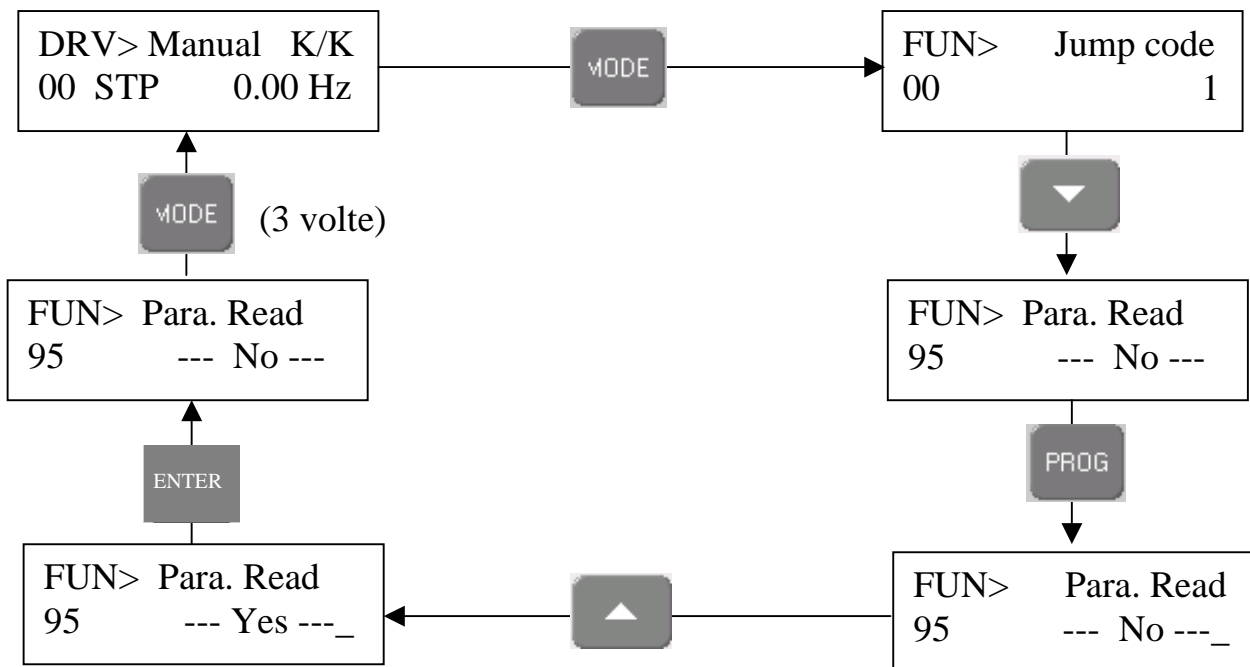 DRV> Manual K/K
00 STP 0.00 Hz
MODE
FUN> Jump code
00 1
(3 volte)
MODE
FUN> Para. Read
95 --- No ---
FUN> Para. Read
95 --- No ---
ENTER
PROG
FUN> Para. Read
95 --- Yes ---_
FUN> Para. Read
95 --- No ---_